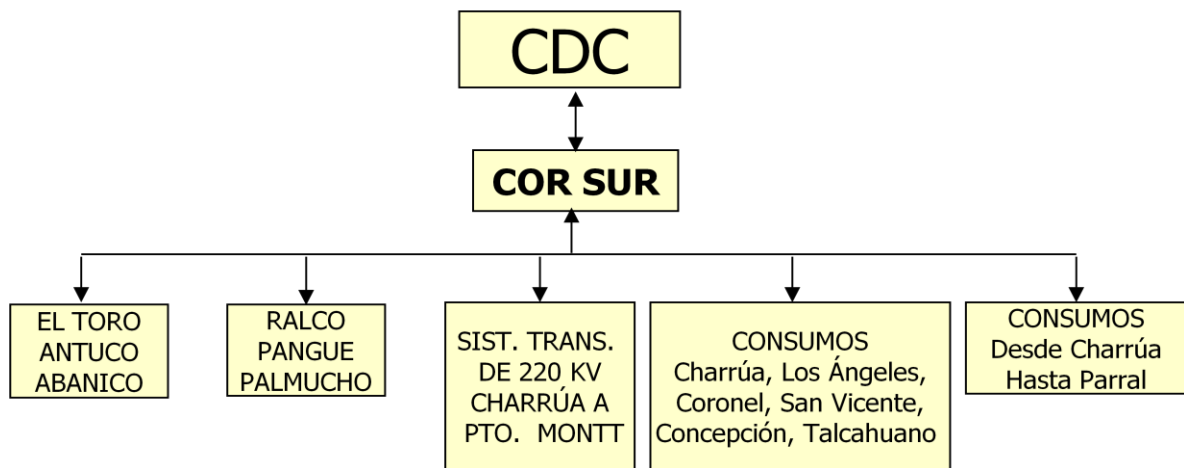 CDC
COR SUR
EL TORO
ANTUCO
ABANICO
RALCO
PANGUE
PALMUCHO
SIST. TRANS.
DE 220 KV
CHARRÚA A
PTO. MONTT
CONSUMOS
Charrúa, Los Ángeles,
Coronel, San Vicente,
Concepción, Talcahuano
CONSUMOS
Desde Charrúa
Hasta Parral